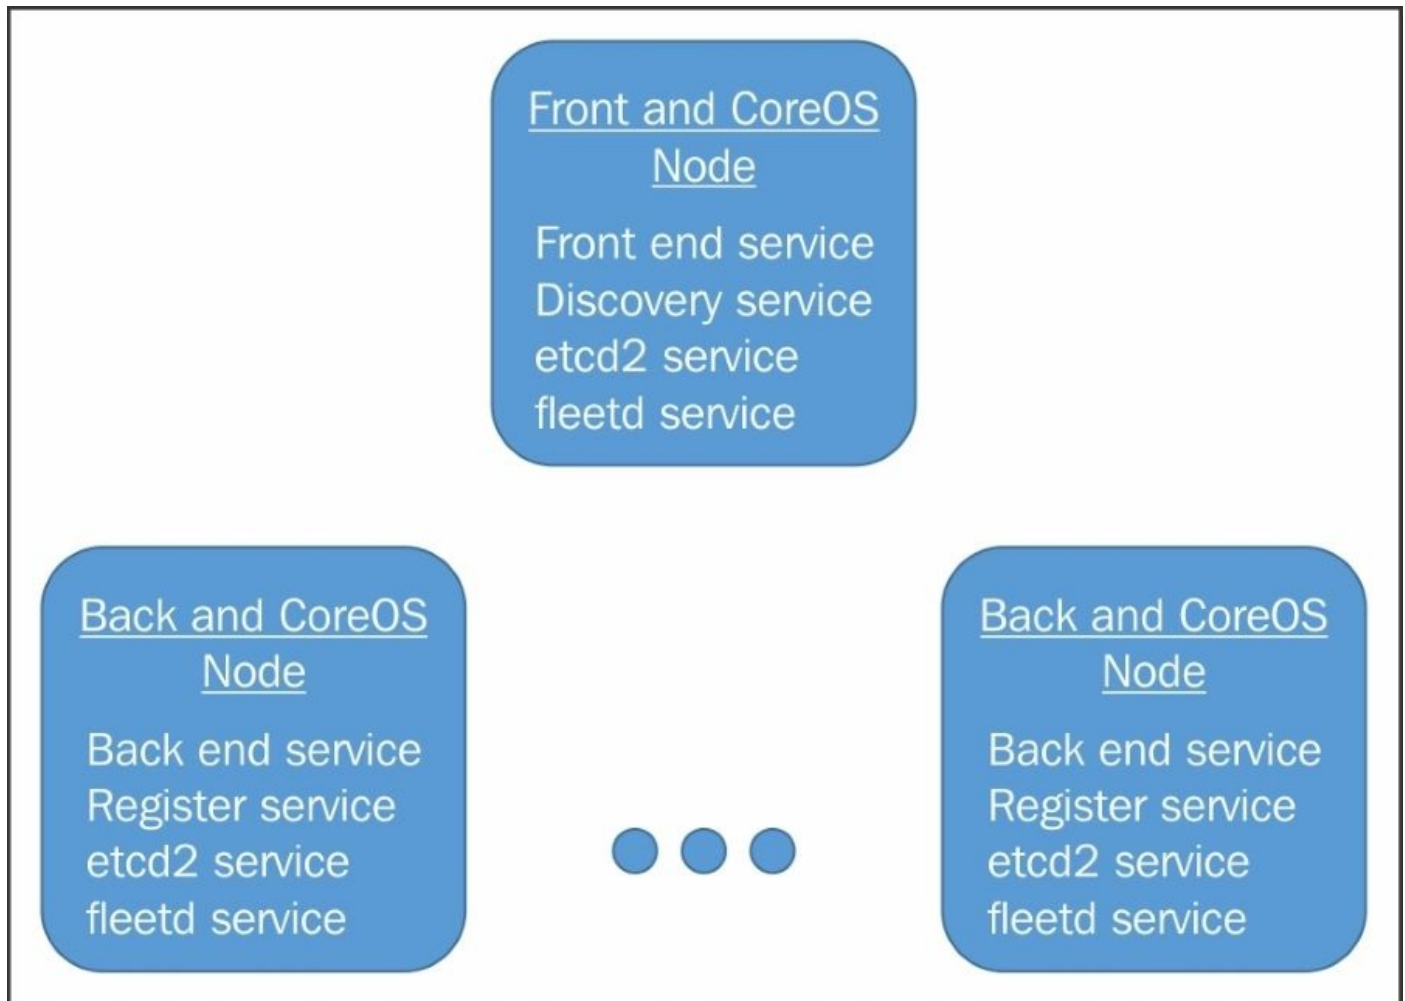 Front and CoreOS
Node
Front end service
Discovery service
etcd2 service
fleetd service
Back and CoreOS
Node
Back end service
Register service
etcd2 service
fleetd service
Back and CoreOS
Node
Back end service
Register service
etcd2 service
fleetd service